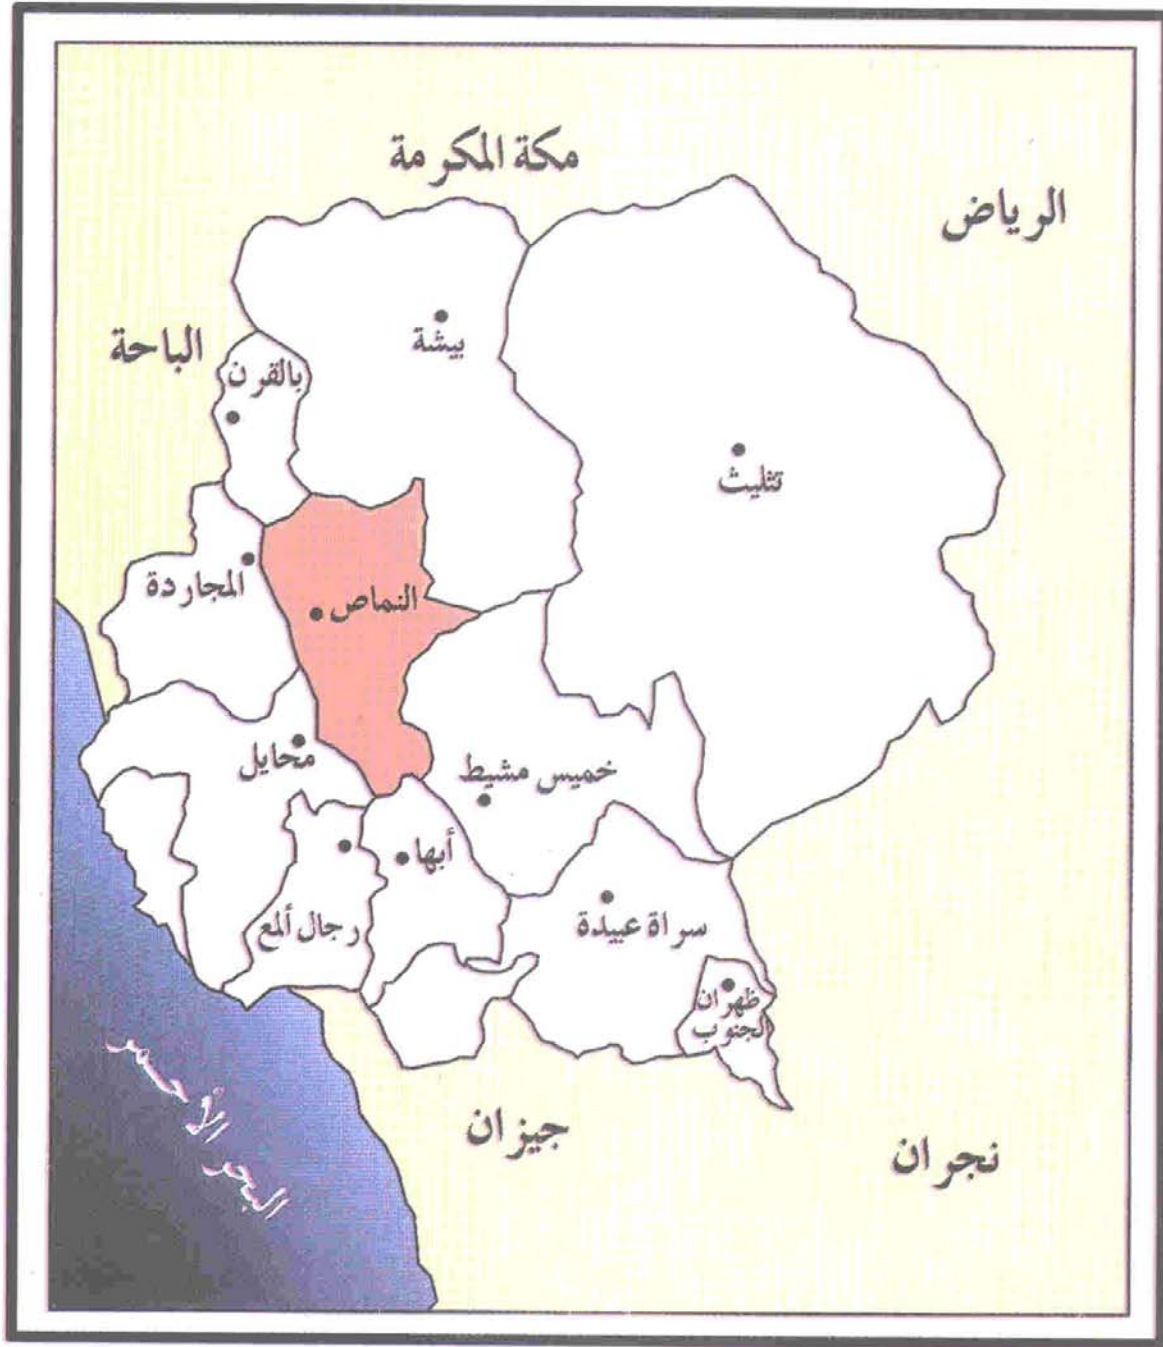 مكة المكرمة
الرياض
الباحة
بيشة
بالقرن
تثليث
المجاردة
النماص
محايل
خميس مشيط
أبها
رجال ألمع
سراة عبيدة
ظهران
الجنوب
جيزان
نجران
البحر الأحمر